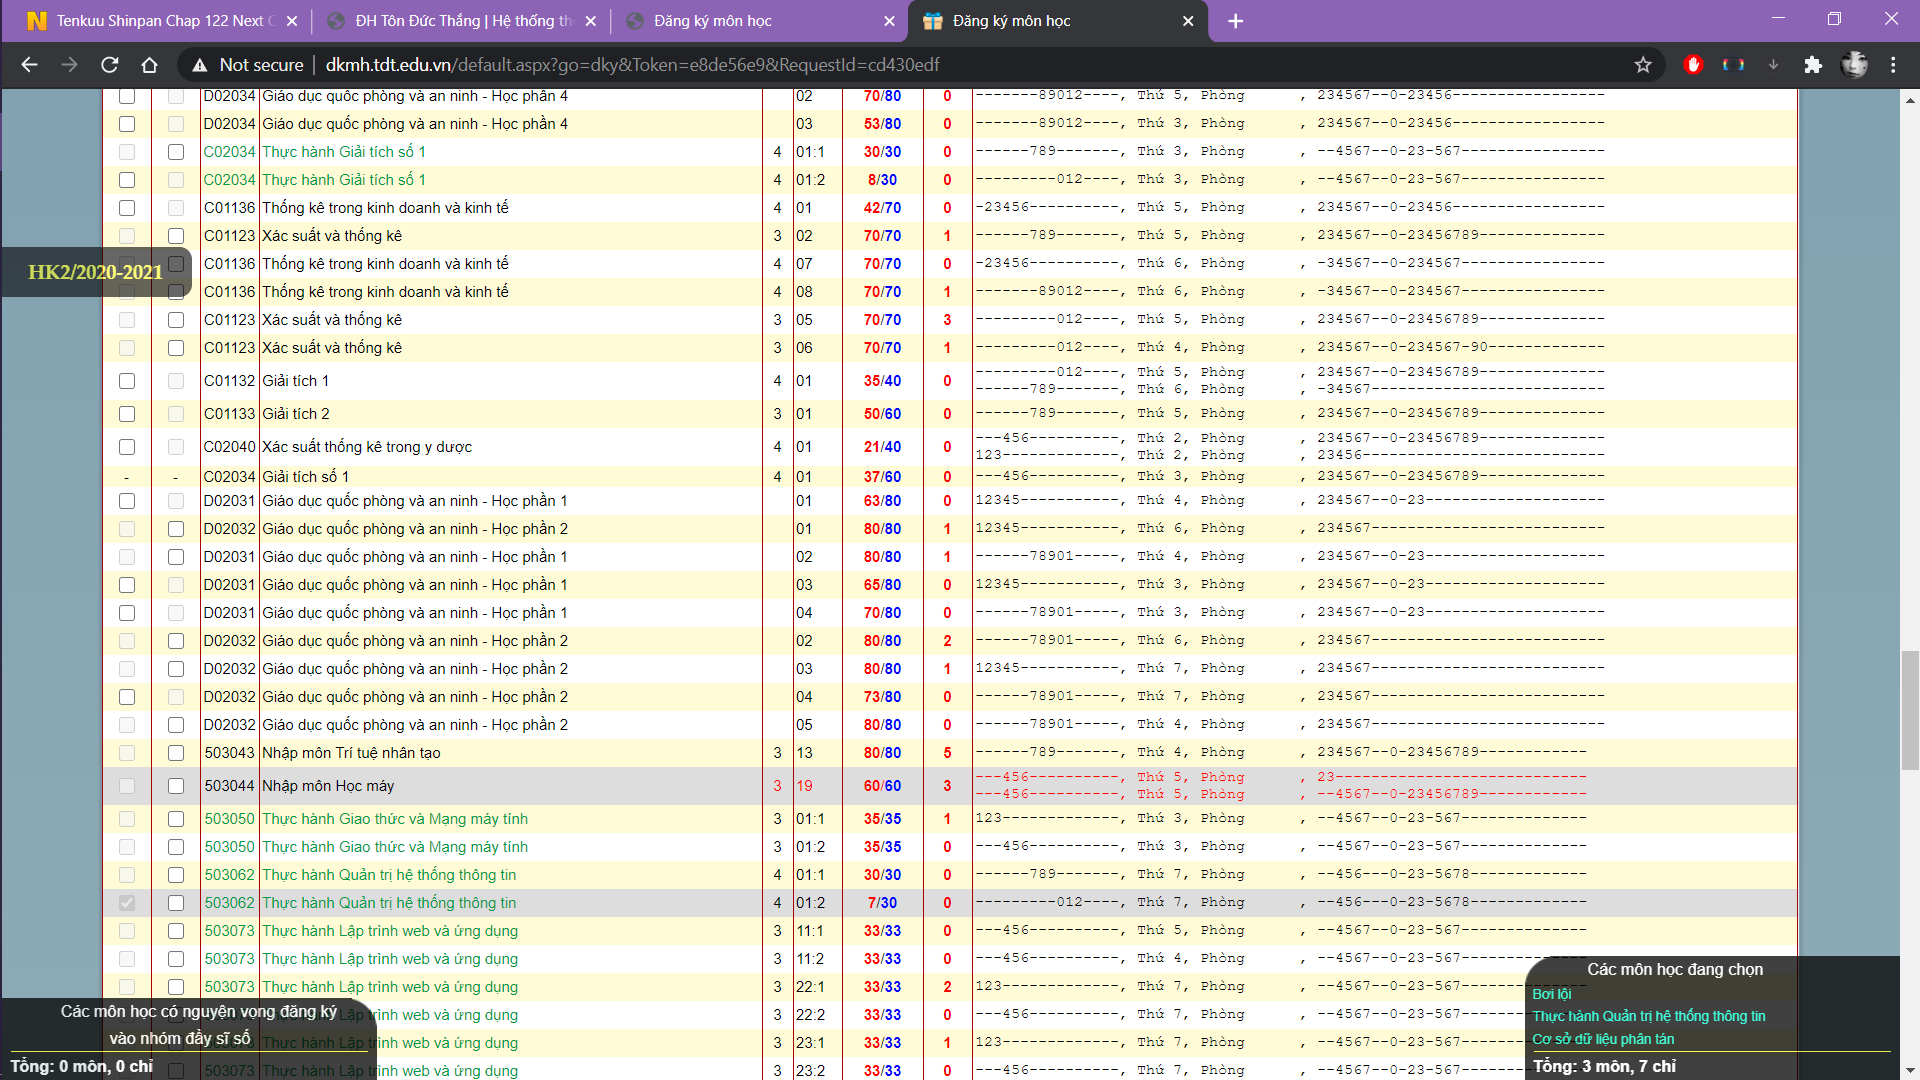 Tenkuu Shinpan Chap 122 Next C
ĐH Tôn Đức Thắng | Hệ thống th
Đăng ký môn học
Đăng ký môn học
Not secure | dkmh.tdt.edu.vn/default.aspx?go=dky&Token=e8de56e9&RequestId=cd430edf
D02034 Giáo dục quốc phòng và an ninh - Học phần 4 02 70/80 0 -------89012----, Thứ 5, Phòng , 234567--0-23456-----------------
D02034 Giáo dục quốc phòng và an ninh - Học phần 4 03 53/80 0 -------89012----, Thứ 3, Phòng , 234567--0-23456-----------------
C02034 Thực hành Giải tích số 1 4 01:1 30/30 0 ------789-------, Thứ 3, Phòng , --4567-0-23-567----------------
C02034 Thực hành Giải tích số 1 4 01:2 8/30 0 ---------012----, Thứ 3, Phòng , --4567-0-23-567----------------
C01136 Thống kê trong kinh doanh và kinh tế 4 01 42/70 0 -23456----------, Thứ 5, Phòng , 234567--0-23456-----------------
C01123 Xác suất và thống kê 3 02 70/70 1 ------789-------, Thứ 5, Phòng , 234567--0-23456789--------------
HK2/2020-2021
C01136 Thống kê trong kinh doanh và kinh tế 4 07 70/70 0 -23456----------, Thứ 6, Phòng , -34567--0-234567----------------
C01136 Thống kê trong kinh doanh và kinh tế 4 08 70/70 1 -------89012----, Thứ 6, Phòng , -34567--0-234567----------------
C01123 Xác suất và thống kê 3 05 70/70 3 ---------012----, Thứ 5, Phòng , 234567--0-23456789--------------
C01123 Xác suất và thống kê 3 06 70/70 1 ---------012----, Thứ 4, Phòng , 234567--0-234567-90-------------
C01132 Giải tích 1 4 01 35/40 0 ---------012----, Thứ 5, Phòng , 234567--0-23456789--------------
------789-------, Thứ 6, Phòng , -34567--------------------------
C01133 Giải tích 2 3 01 50/60 0 ------789-------, Thứ 5, Phòng , 234567--0-23456789--------------
C02040 Xác suất thống kê trong y dược 4 01 21/40 0 ---456----------, Thứ 2, Phòng , 234567--0-23456789--------------
123-------------, Thứ 2, Phòng , 23456---------------------------
- - C02034 Giải tích số 1 4 01 37/60 0 ---456----------, Thứ 3, Phòng , 234567--0-23456789--------------
D02031 Giáo dục quốc phòng và an ninh - Học phần 1 01 63/80 0 12345-----------, Thứ 4, Phòng , 234567--0-23--------------------
D02032 Giáo dục quốc phòng và an ninh - Học phần 2 01 80/80 1 12345-----------, Thứ 6, Phòng , 234567--------------------------
D02031 Giáo dục quốc phòng và an ninh - Học phần 1 02 80/80 1 ------78901-----, Thứ 4, Phòng , 234567--0-23--------------------
D02031 Giáo dục quốc phòng và an ninh - Học phần 1 03 65/80 0 12345-----------, Thứ 3, Phòng , 234567--0-23--------------------
D02031 Giáo dục quốc phòng và an ninh - Học phần 1 04 70/80 0 ------78901-----, Thứ 3, Phòng , 234567--0-23--------------------
D02032 Giáo dục quốc phòng và an ninh - Học phần 2 02 80/80 2 ------78901-----, Thứ 6, Phòng , 234567--------------------------
D02032 Giáo dục quốc phòng và an ninh - Học phần 2 03 80/80 1 12345-----------, Thứ 7, Phòng , 234567--------------------------
D02032 Giáo dục quốc phòng và an ninh - Học phần 2 04 73/80 0 ------78901-----, Thứ 7, Phòng , 234567--------------------------
D02032 Giáo dục quốc phòng và an ninh - Học phần 2 05 80/80 0 ------78901-----, Thứ 4, Phòng , 234567--------------------------
503043 Nhập môn Trí tuệ nhân tạo 3 13 80/80 5 ------789-------, Thứ 4, Phòng , 234567--0-23456789------------
503044 Nhập môn Học máy 3 19 60/60 3 ---456----------, Thứ 5, Phòng , 23----------------------------
---456----------, Thứ 5, Phòng , --4567-0-23456789------------
503050 Thực hành Giao thức và Mạng máy tính 3 01:1 35/35 1 123-------------, Thứ 3, Phòng , --4567-0-23-567--------------
503050 Thực hành Giao thức và Mạng máy tính 3 01:2 35/35 0 ---456----------, Thứ 3, Phòng , --4567-0-23-567--------------
503062 Thực hành Quản trị hệ thống thông tin 4 01:1 30/30 0 ------789-------, Thứ 7, Phòng , --456---0-23-5678-------------
503062 Thực hành Quản trị hệ thống thông tin 4 01:2 7/30 0 ---------012----, Thứ 7, Phòng , --456---0-23-5678-------------
503073 Thực hành Lập trình web và ứng dụng 3 11:1 33/33 0 ---456----------, Thứ 5, Phòng , --4567-0-23-567--------------
503073 Thực hành Lập trình web và ứng dụng 3 11:2 33/33 0 ---456----------, Thứ 4, Phòng , --4567-0-23-567--------------
503073 Thực hành Lập trình web và ứng dụng 3 22:1 33/33 2 123-------------, Thứ 7, Phòng , --4567-0-23-567--------------
Lập trình web và ứng dụng 3 22:2 33/33 0 ---456----------, Thứ 7, Phòng , --4567-0-23-567
Lập trình web và ứng dụng 3 23:1 33/33 1 123-------------, Thứ 7, Phòng , --4567-0-23-567
503073 Thực hành Lập trình web và ứng dụng 3 23:2 33/33 0 ---456----------, Thứ 7, Phòng , --4567-0-23-567
Các môn học có nguyện vọng đăng ký
vào nhóm đầy sĩ số
Tổng: 0 môn, 0 chỉ
Các môn học đang chọn
Bơi lội
Thực hành Quản trị hệ thống thông tin
Cơ sở dữ liệu phân tán
Tổng: 3 môn, 7 chỉ